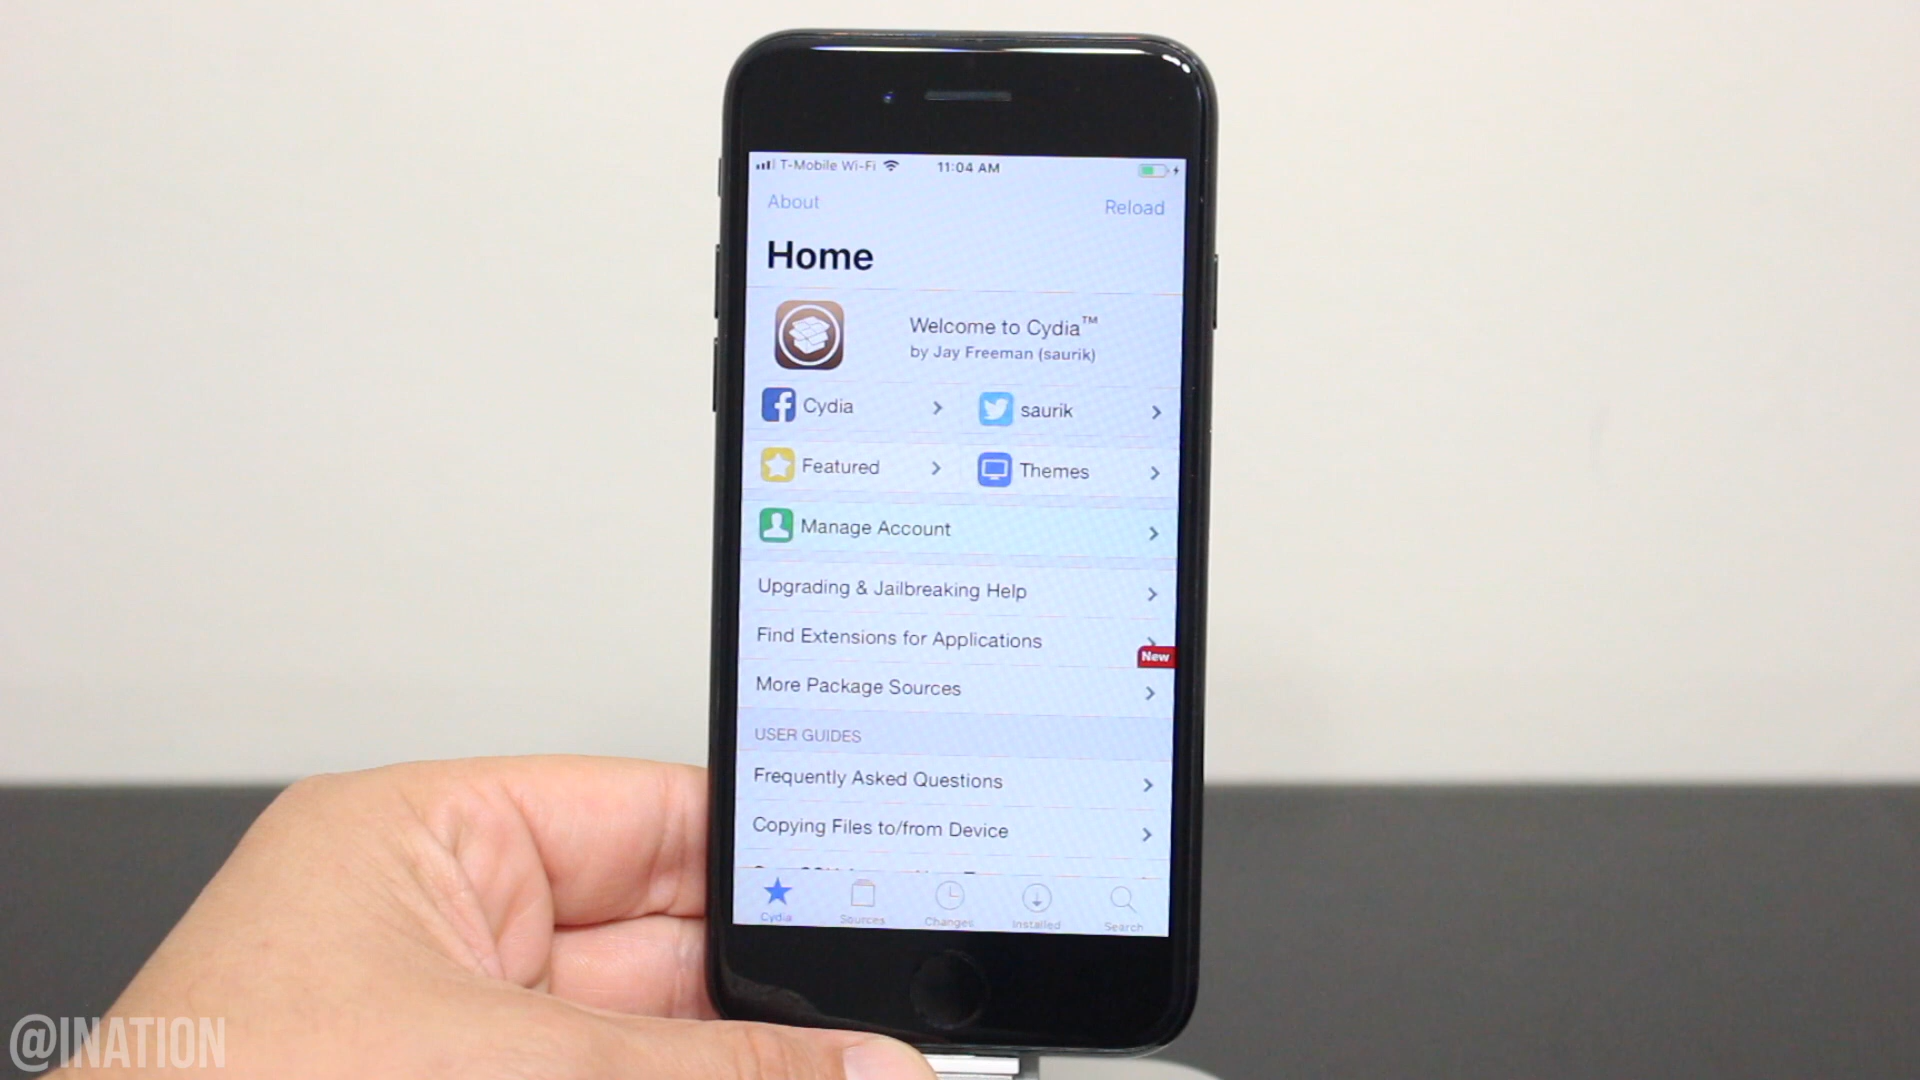 T-Mobile Wi-Fi
11:04 AM
About
Reload
Home
Welcome to Cydia™
by Jay Freeman (saurik)
Cydia
saurik
Featured
Themes
Manage Account
Upgrading & Jailbreaking Help
Find Extensions for Applications
New
More Package Sources
USER GUIDES
Frequently Asked Questions
Copying Files to/from Device
Cydia
Sources
Changes
Installed
Search
@INATION